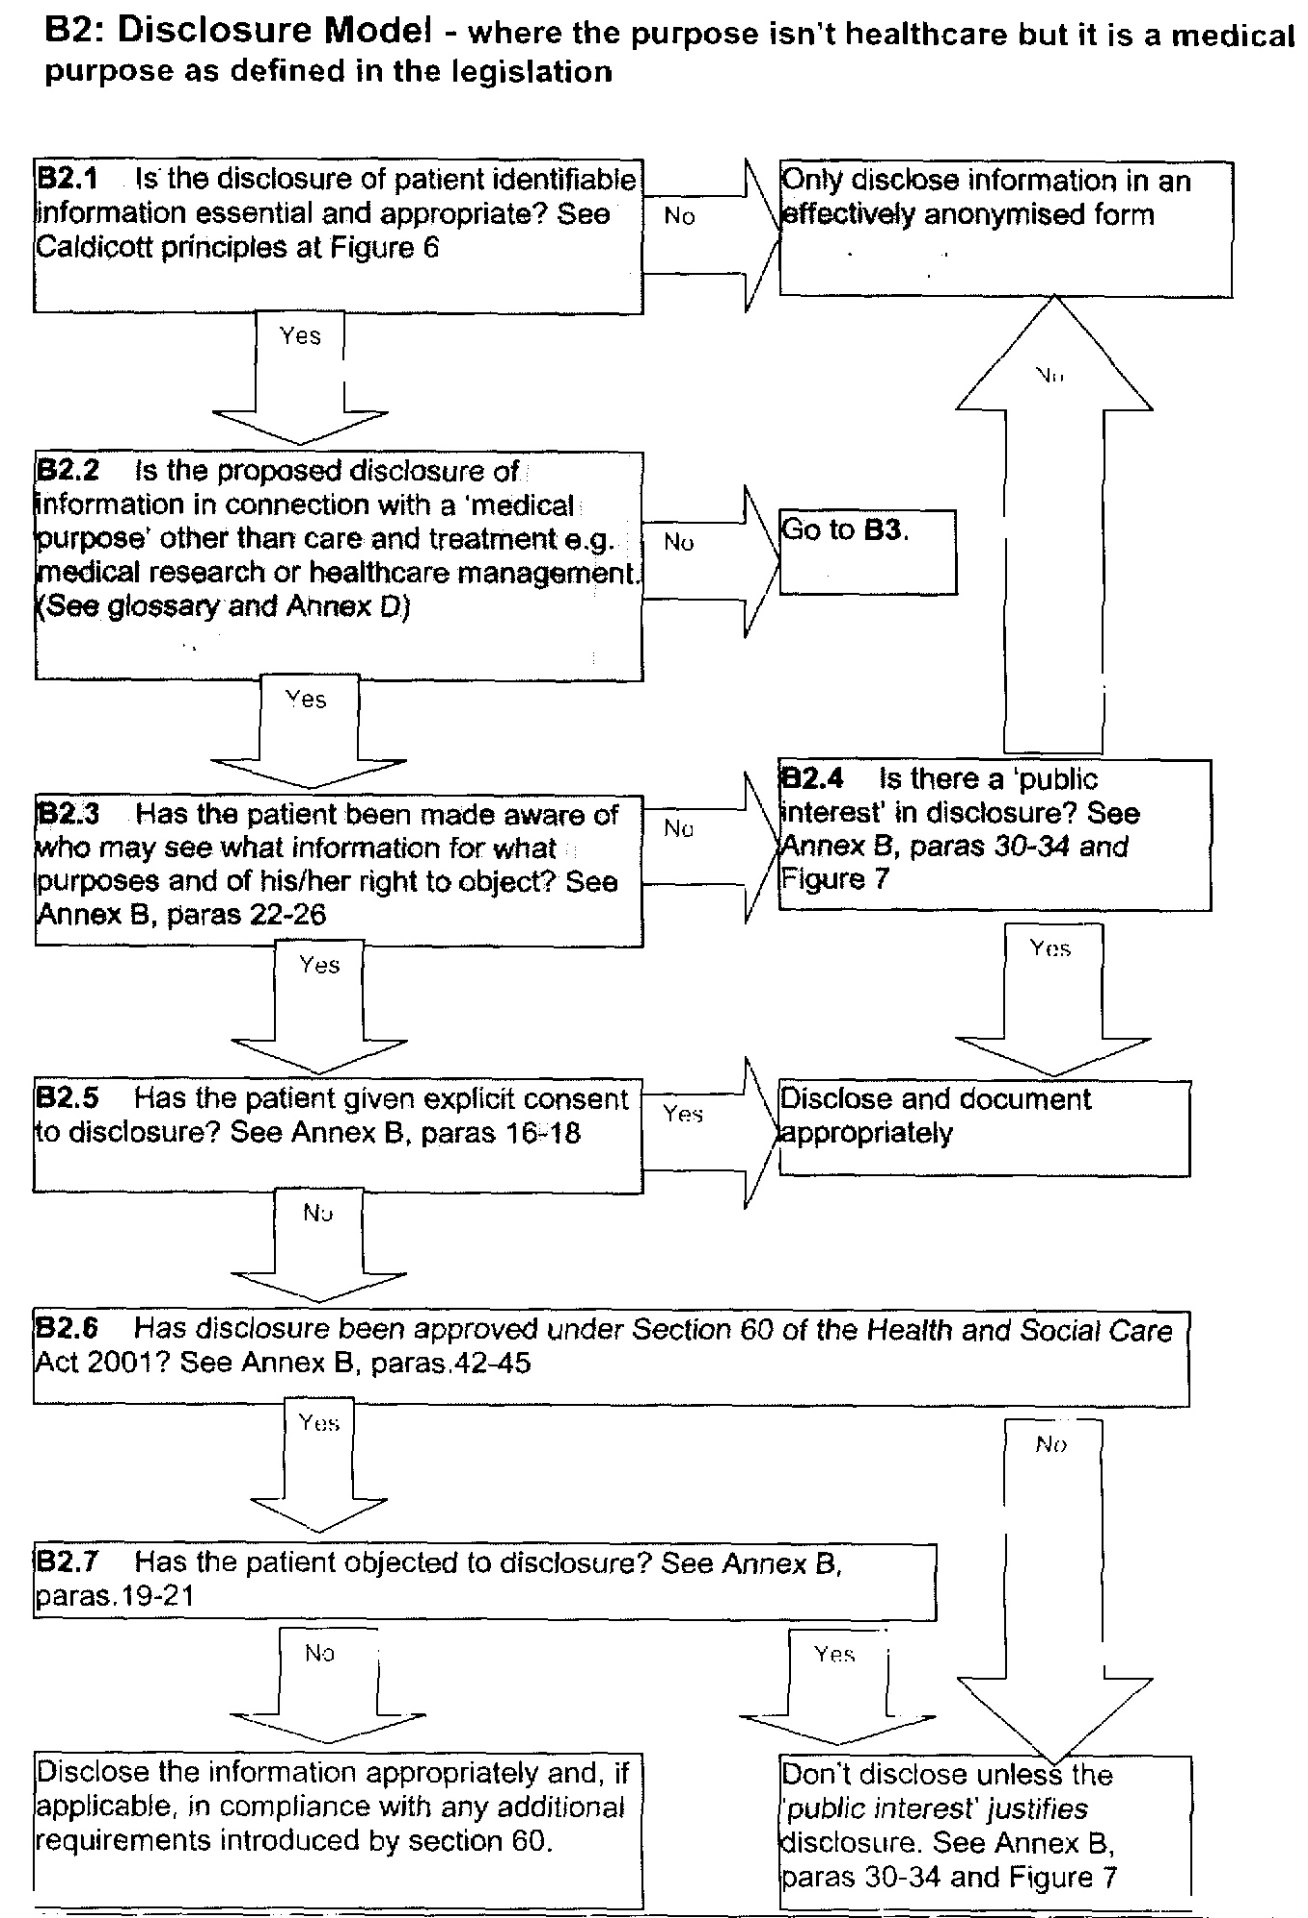 B2: Disclosure Model - where the purpose isn't healthcare but it is a medical
purpose as defined in the legislation
B2.1 Is the disclosure of patient identifiable
information essential and appropriate? See
Caldicott principles at Figure 6
No
Only disclose information in an
effectively anonymised form
Yes
No
B2.2 Is the proposed disclosure of
information in connection with a 'medical
purpose' other than care and treatment e.g.
medical research or healthcare management.
(See glossary and Annex D)
No
Go to B3.
Yes
B2.3 Has the patient been made aware of
who may see what information for what
purposes and of his/her right to object? See
Annex B, paras 22-26
No
B2.4 Is there a 'public
interest' in disclosure? See
Annex B, paras 30-34 and
Figure 7
Yes
Yes
B2.5 Has the patient given explicit consent
to disclosure? See Annex B, paras 16-18
Yes
Disclose and document
appropriately
No
B2.6 Has disclosure been approved under Section 60 of the Health and Social Care
Act 2001? See Annex B, paras.42-45
Yes
No
B2.7 Has the patient objected to disclosure? See Annex B,
paras.19-21
No
Yes
Disclose the information appropriately and, if
applicable, in compliance with any additional
requirements introduced by section 60.
Don't disclose unless the
'public interest' justifies
disclosure. See Annex B,
paras 30-34 and Figure 7